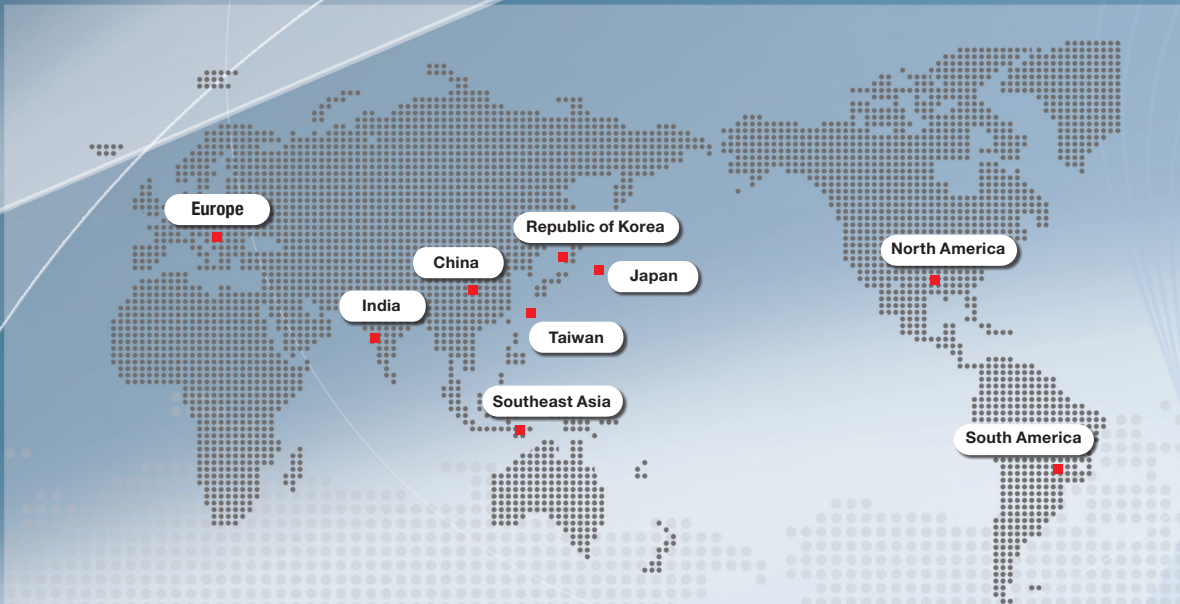 Europe
Republic of Korea
North America
China
Japan
India
Taiwan
Southeast Asia
South America